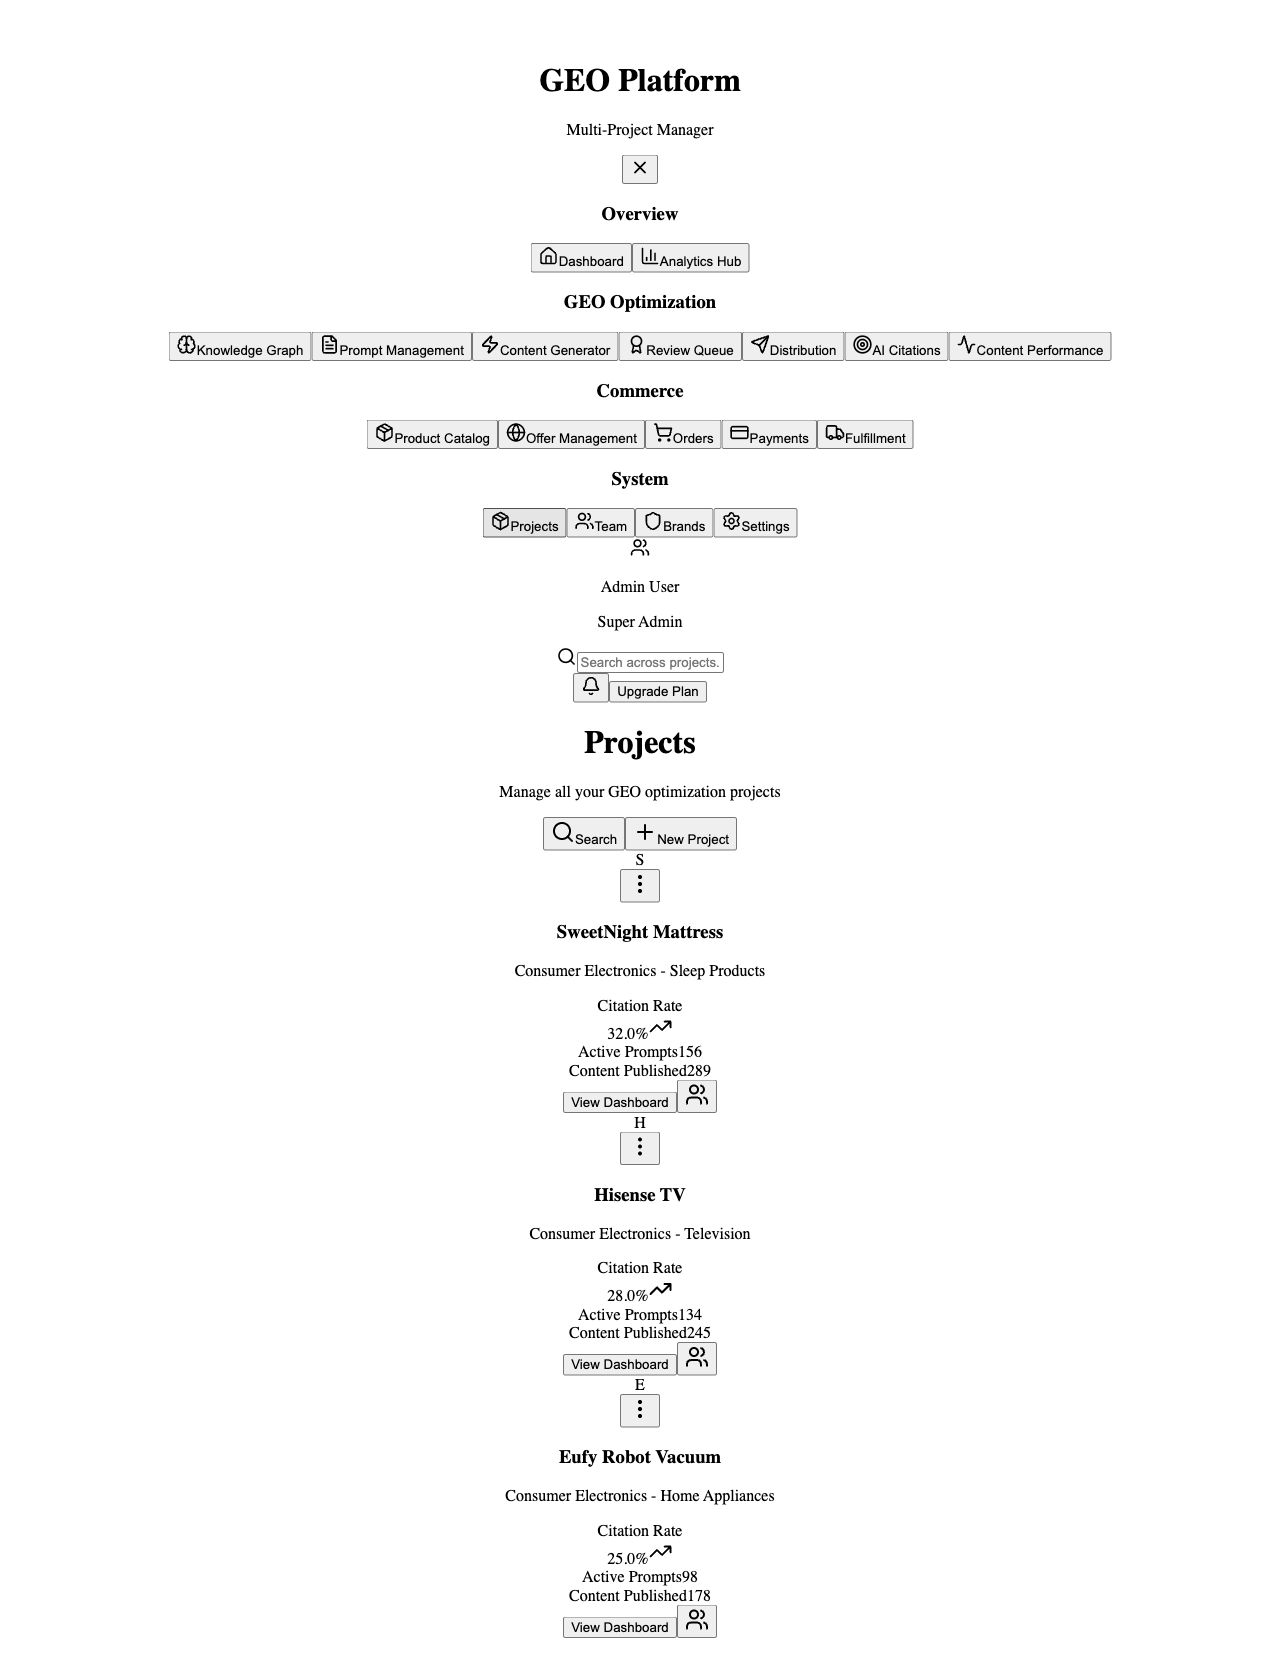 GEO Platform
Multi-Project Manager
Overview
Dashboard Analytics Hub
GEO Optimization
Knowledge Graph Prompt Management Content Generator Review Queue Distribution AI Citations Content Performance
Commerce
Product Catalog Offer Management Orders Payments Fulfillment
System
Projects Team Brands Settings
Admin User
Super Admin
Search across projects.
Upgrade Plan
Projects
Manage all your GEO optimization projects
Search New Project
S
SweetNight Mattress
Consumer Electronics - Sleep Products
Citation Rate
32.0%
Active Prompts156
Content Published289
View Dashboard
H
Hisense TV
Consumer Electronics - Television
Citation Rate
28.0%
Active Prompts134
Content Published245
View Dashboard
E
Eufy Robot Vacuum
Consumer Electronics - Home Appliances
Citation Rate
25.0%
Active Prompts98
Content Published178
View Dashboard